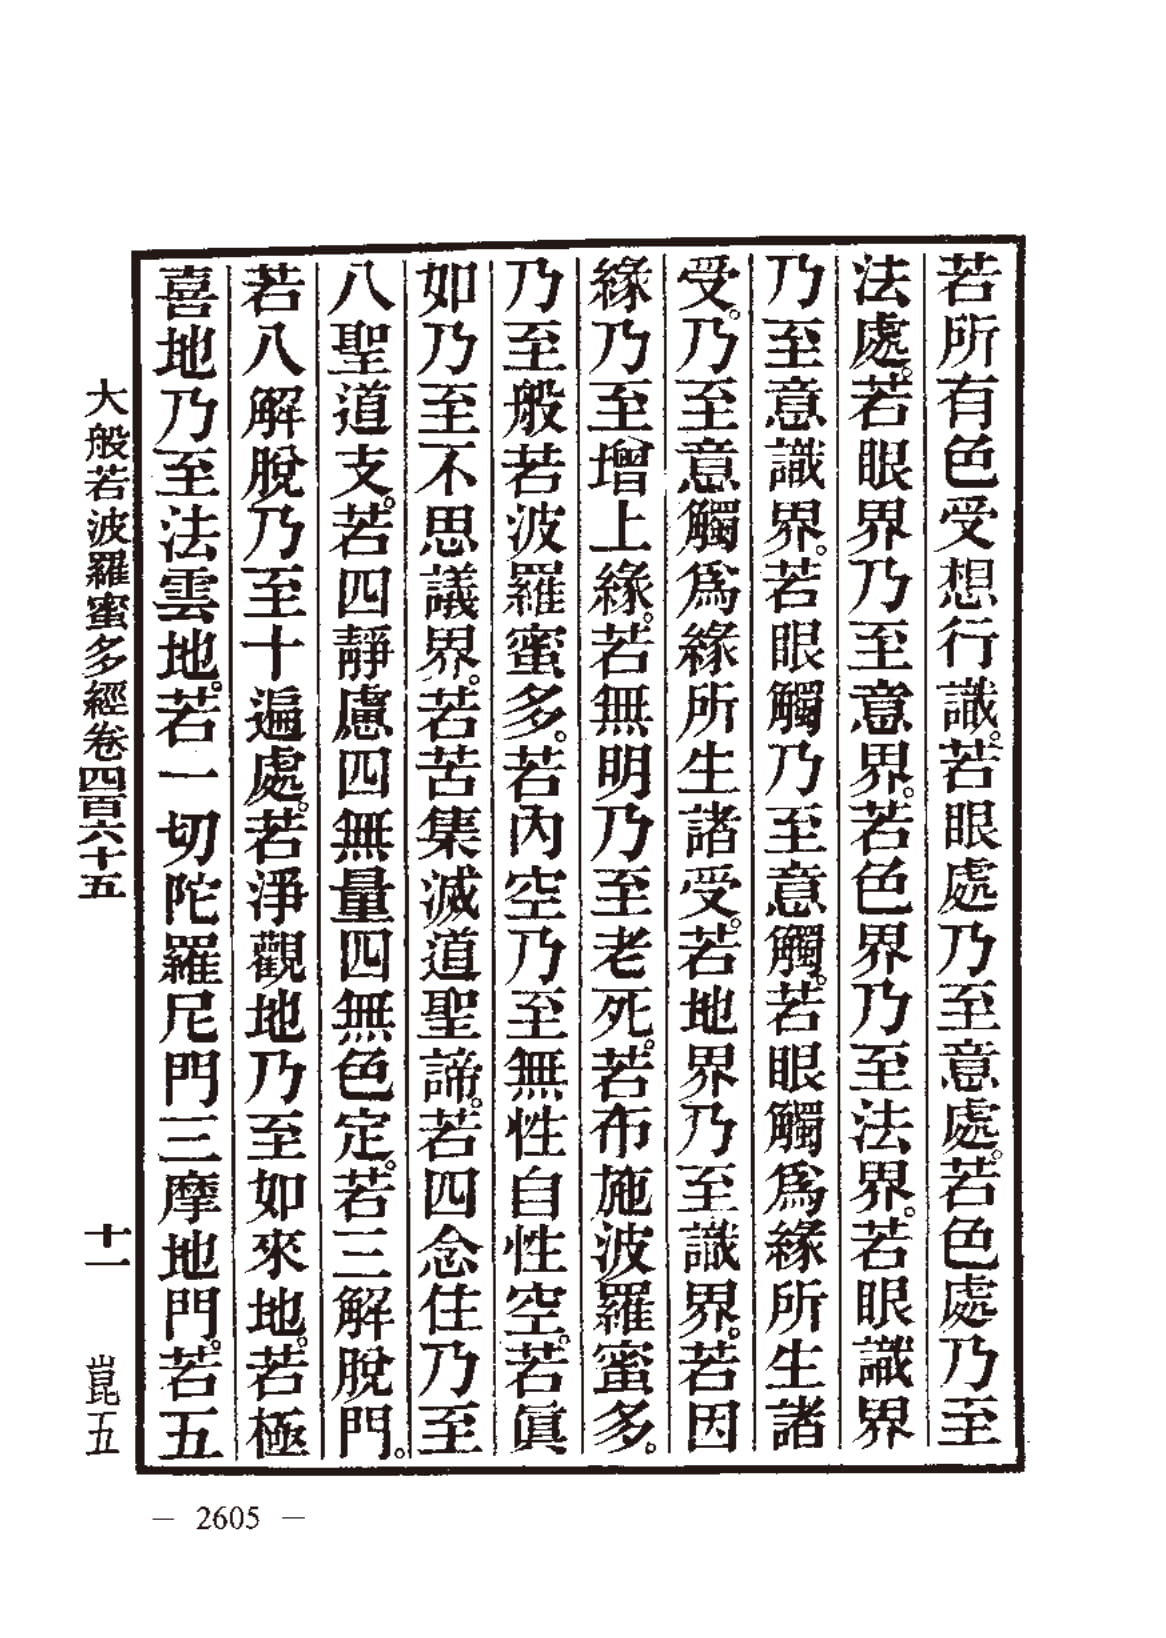 若所有色受想行識。若眼處乃至意處。若色處乃至
法處。若眼界乃至意界。若色界乃至法界。若眼識界
乃至意識界。若眼觸乃至意觸。若眼觸爲緣所生諸
受。乃至意觸爲緣所生諸受。若地界乃至識界。若因
緣乃至增上緣。若無明乃至老死。若布施波羅蜜多。
乃至般若波羅蜜多。若內空乃至無性自性空。若眞
如乃至不思議界。若苦集滅道聖諦。若四念住乃至
八聖道支。若四靜慮四無量四無色定。若三解脫門。
若八解脫乃至十遍處。若淨觀地乃至如來地。若極
喜地乃至法雲地。若一切陀羅尼門三摩地門。若五
大般若波羅蜜多經卷四百六十五
十一
崑五
— 2605 —